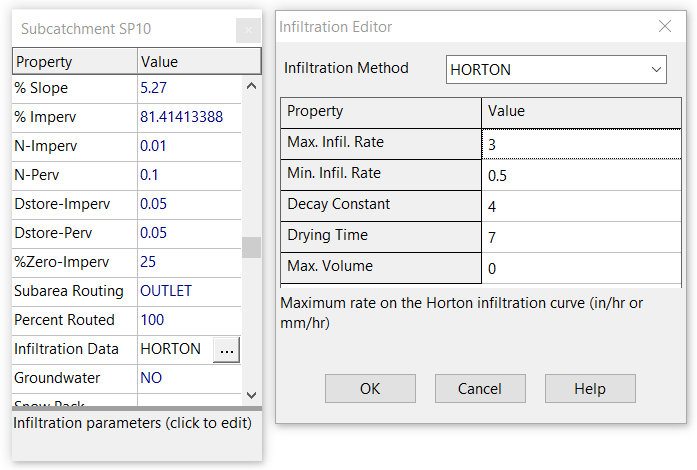 Subcatchment SP10
Property Value
% Slope 5.27
% Imperv 81.41413388
N-Imperv 0.01
N-Perv 0.1
Dstore-Imperv 0.05
Dstore-Perv 0.05
%Zero-Imperv 25
Subarea Routing OUTLET
Percent Routed 100
Infiltration Data HORTON ...
Groundwater NO
Snow Pack
Infiltration parameters (click to edit)
Infiltration Editor
Infiltration Method HORTON
Property Value
Max. Infil. Rate 3
Min. Infil. Rate 0.5
Decay Constant 4
Drying Time 7
Max. Volume 0
Maximum rate on the Horton infiltration curve (in/hr or
mm/hr)
OK Cancel Help